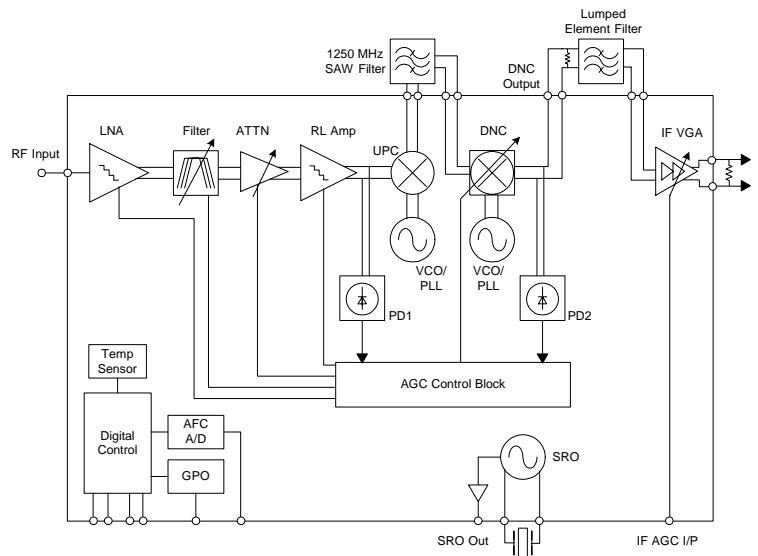 Lumped
Element Filter
1250 MHz
SAW Filter
DNC
Output
LNA
Filter
ATTN
RL Amp
UPC
DNC
IF VGA
RF Input
VCO/
PLL
VCO/
PLL
PD1
PD2
AGC Control Block
Temp
Sensor
Digital
Control
AFC
A/D
GPO
SRO
SRO Out
IF AGC I/P